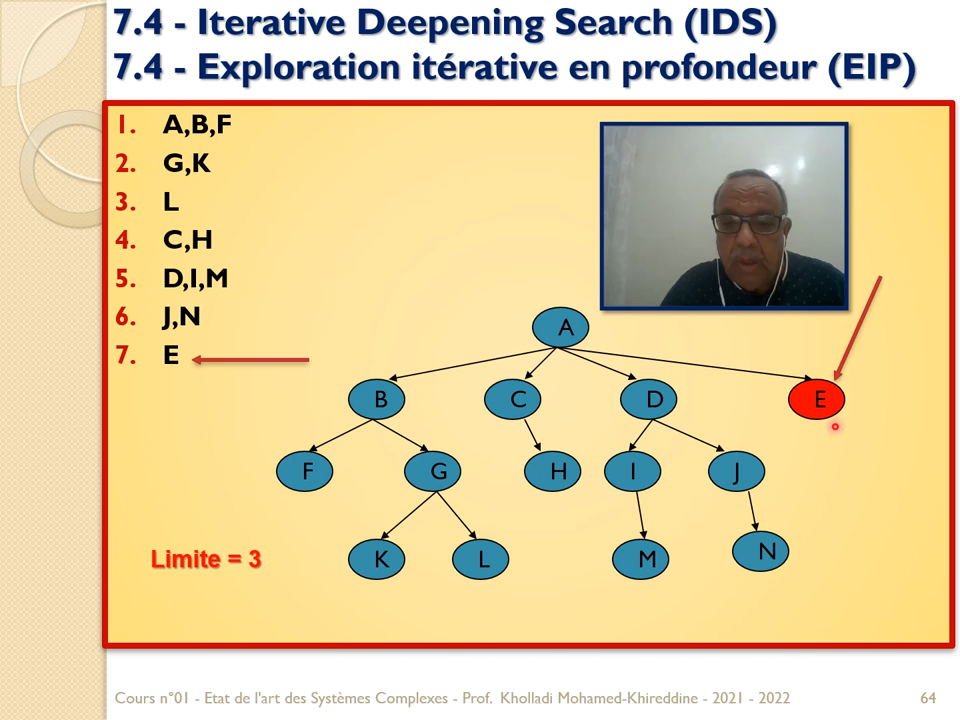 7.4 - Iterative Deepening Search (IDS)
7.4 - Exploration itérative en profondeur (EIP)
1. A,B,F
2. G,K
3. L
4. C,H
5. D,I,M
6. J,N
7. E
A
B
C
D
E
F
G
H
I
J
K
L
M
N
Limite = 3
Cours n°01 - Etat de l'art des Systèmes Complexes - Prof. Kholladi Mohamed-Khireddine - 2021 - 2022
64